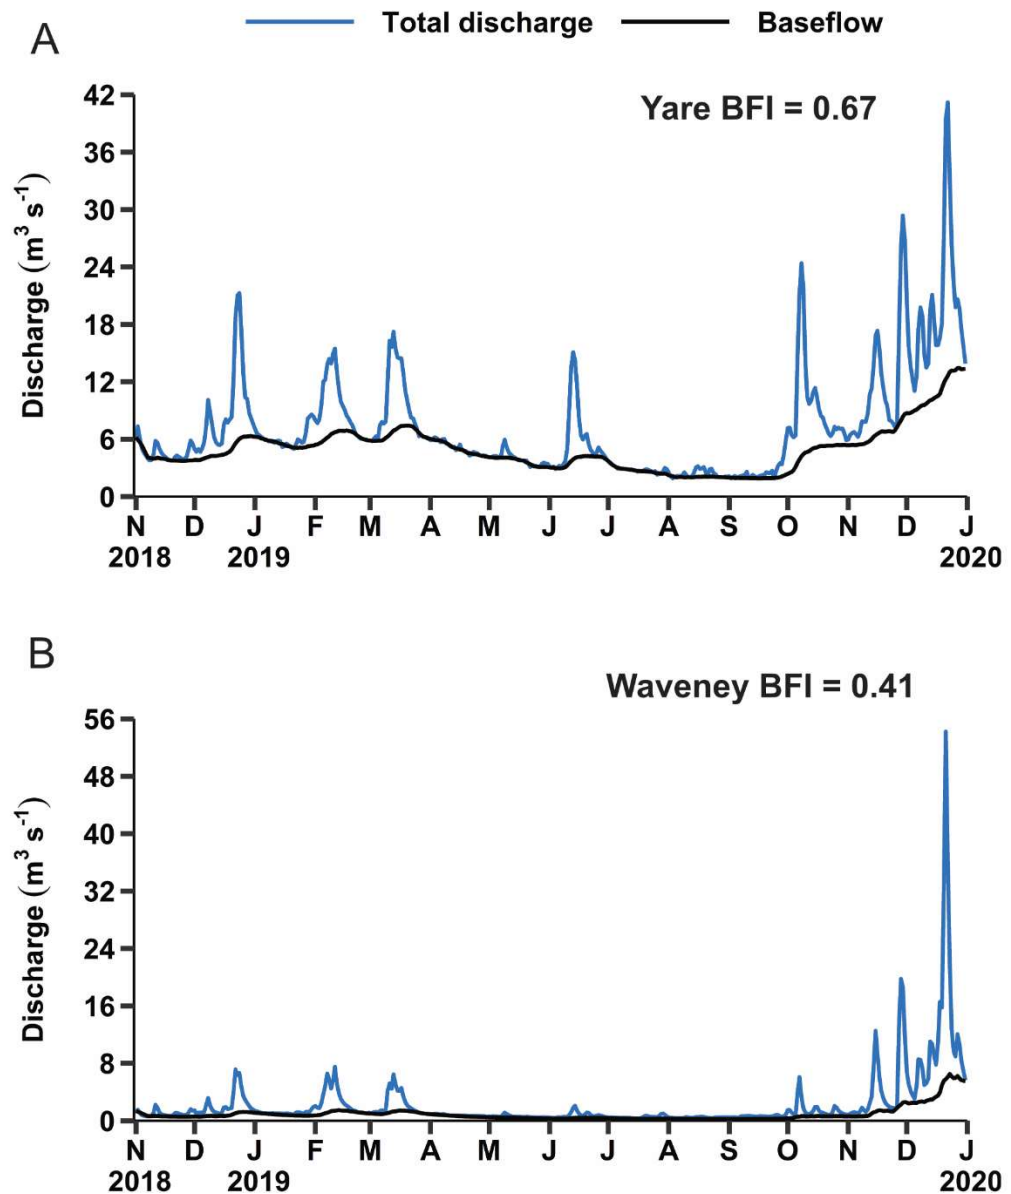 Total discharge Baseflow
A
Yare BFI = 0.67
42
36
30
24
18
12
6
0
Discharge (m³ s⁻¹)
N D J F M A M J J A S O N D J
2018 2019 2020
B
Waveney BFI = 0.41
56
48
40
32
24
16
8
0
Discharge (m³ s⁻¹)
N D J F M A M J J A S O N D J
2018 2019 2020